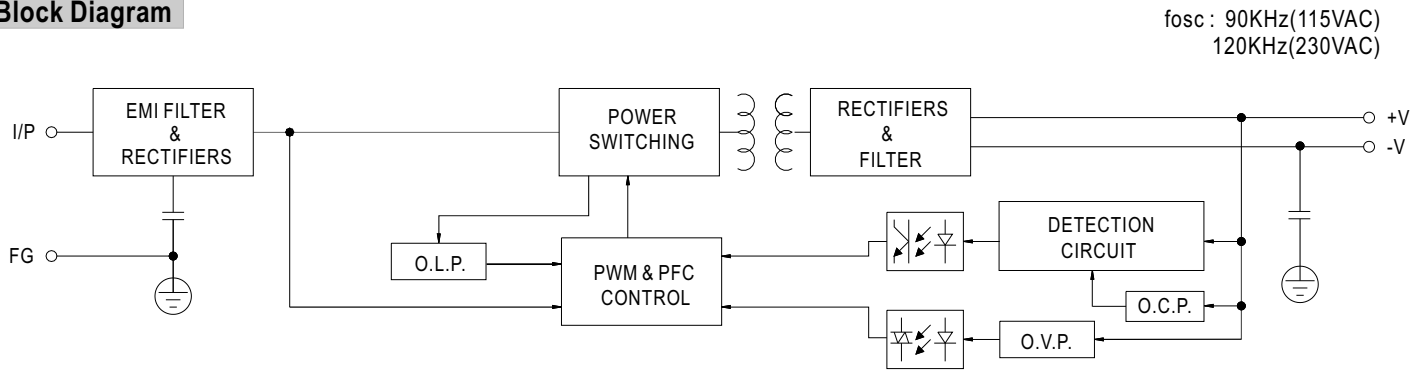 Block Diagram
fosc : 90KHz(115VAC)
120KHz(230VAC)
I/P
EMI FILTER
&
RECTIFIERS
POWER
SWITCHING
RECTIFIERS
&
FILTER
+V
-V
FG
O.L.P.
PWM & PFC
CONTROL
DETECTION
CIRCUIT
O.C.P.
O.V.P.